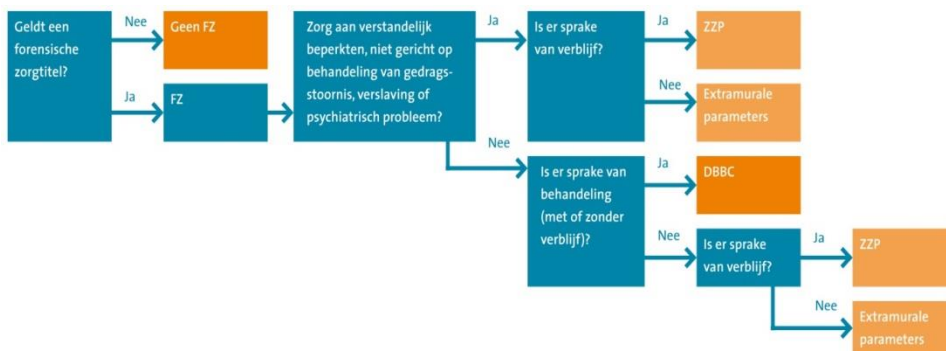 Geldt een
forensische
zorgtitel?
Nee
Geen FZ
Ja
FZ
Zorg aan verstandelijk
beperkten, niet gericht op
behandeling van gedrags-
stoornis, verslaving of
psychiatrisch probleem?
Ja
Is er sprake
van verblijf?
Ja
ZZP
Nee
Extramurale
parameters
Nee
Is er sprake van
behandeling
(met of zonder
verblijf)?
Ja
DBBC
Nee
Is er sprake
van verblijf?
Ja
ZZP
Nee
Extramurale
parameters